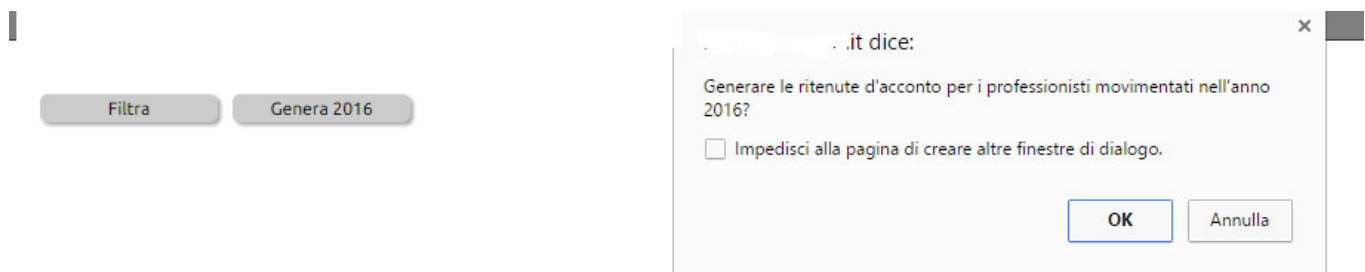 .it dice:
Generare le ritenute d'acconto per i professionisti movimentati nell'anno
2016?
Impedisci alla pagina di creare altre finestre di dialogo.
OK Annulla
Filtra Genera 2016